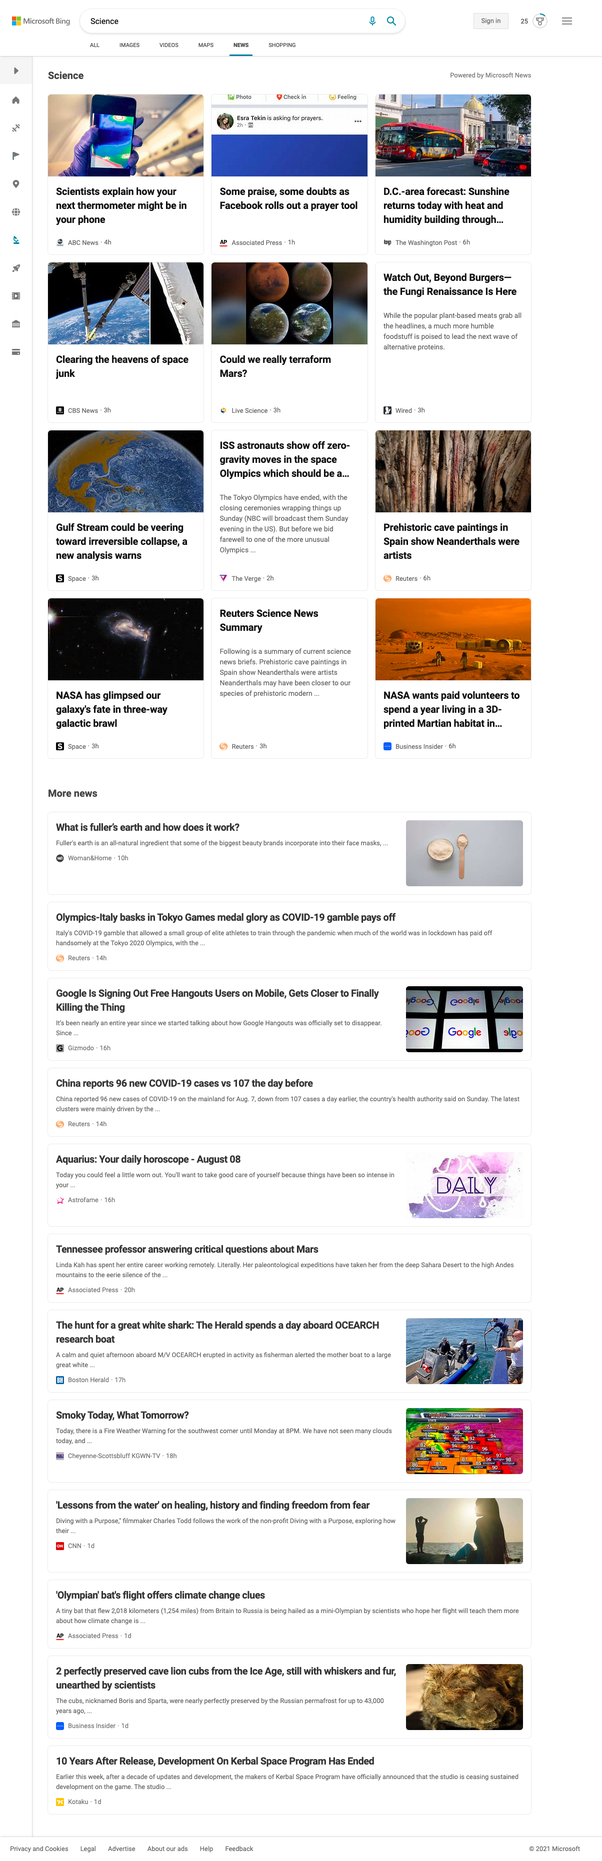 Microsoft Bing
Science
Sign in
25
ALL
IMAGES
VIDEOS
MAPS
NEWS
SHOPPING
Science
Powered by Microsoft News
Scientists explain how your
next thermometer might be in
your phone
ABC News · 4h
Photo
Check in
Feeling
Esra Tekin is asking for prayers.
2h
Some praise, some doubts as
Facebook rolls out a prayer tool
AP
Associated Press · 1h
D.C.-area forecast: Sunshine
returns today with heat and
humidity building through...
wp
The Washington Post · 6h
Clearing the heavens of space
junk
CBS News · 3h
Could we really terraform
Mars?
Live Science · 3h
Watch Out, Beyond Burgers—
the Fungi Renaissance Is Here
While the popular plant-based meats grab all
the headlines, a much more humble
foodstuff is poised to lead the next wave of
alternative proteins.
Wired · 3h
Gulf Stream could be veering
toward irreversible collapse, a
new analysis warns
S
Space · 3h
ISS astronauts show off zero-
gravity moves in the space
Olympics which should be a...
The Tokyo Olympics have ended, with the
closing ceremonies wrapping things up
Sunday (NBC will broadcast them Sunday
evening in the US). But before we bid
farewell to one of the more unusual
Olympics ...
The Verge · 2h
Prehistoric cave paintings in
Spain show Neanderthals were
artists
Reuters · 6h
NASA has glimpsed our
galaxy's fate in three-way
galactic brawl
S
Space · 3h
Reuters Science News
Summary
Following is a summary of current science
news briefs. Prehistoric cave paintings in
Spain show Neanderthals were artists
Neanderthals may have been closer to our
species of prehistoric modern ...
Reuters · 3h
NASA wants paid volunteers to
spend a year living in a 3D-
printed Martian habitat in...
Business Insider · 6h
More news
What is fuller's earth and how does it work?
Fuller's earth is an all-natural ingredient that some of the biggest beauty brands incorporate into their face masks, ...
Woman&Home · 10h
Olympics-Italy basks in Tokyo Games medal glory as COVID-19 gamble pays off
Italy's COVID-19 gamble that allowed a small group of elite athletes to train through the pandemic when much of the world was in lockdown has paid off
handsomely at the Tokyo 2020 Olympics, with the ...
Reuters · 14h
Google Is Signing Out Free Hangouts Users on Mobile, Gets Closer to Finally
Killing the Thing
It's been nearly an entire year since we started talking about how Google Hangouts was officially set to disappear.
Since ...
G
Gizmodo · 16h
Google
China reports 96 new COVID-19 cases vs 107 the day before
China reported 96 new cases of COVID-19 on the mainland for Aug. 7, down from 107 cases a day earlier, the country's health authority said on Sunday. The latest
clusters were mainly driven by the ...
Reuters · 14h
Aquarius: Your daily horoscope - August 08
Today you could feel a little worn out. You'll want to take good care of yourself because things have been so intense in
your ...
Astrofame · 16h
DAILY
Tennessee professor answering critical questions about Mars
Linda Kah has spent her entire career working remotely. Literally. Her paleontological expeditions have taken her from the deep Sahara Desert to the high Andes
mountains to the eerie silence of the ...
AP
Associated Press · 20h
The hunt for a great white shark: The Herald spends a day aboard OCEARCH
research boat
A calm and quiet afternoon aboard M/V OCEARCH erupted in activity as fisherman alerted the mother boat to a large
great white ...
Boston Herald · 17h
Smoky Today, What Tomorrow?
Today, there is a Fire Weather Warning for the southwest corner until Monday at 8PM. We have not seen many clouds
today, and ...
Cheyenne-Scottsbluff KGWN-TV · 18h
'Lessons from the water' on healing, history and finding freedom from fear
Diving with a Purpose,' filmmaker Charles Todd follows the work of the non-profit Diving with a Purpose, exploring how
their ...
CNN
CNN · 1d
'Olympian' bat's flight offers climate change clues
A tiny bat that flew 2,018 kilometers (1,254 miles) from Britain to Russia is being hailed as a mini-Olympian by scientists who hope her flight will teach them more
about how climate change is ...
AP
Associated Press · 1d
2 perfectly preserved cave lion cubs from the Ice Age, still with whiskers and fur,
unearthed by scientists
The cubs, nicknamed Boris and Sparta, were nearly perfectly preserved by the Russian permafrost for up to 43,000
years ago, ...
Business Insider · 1d
10 Years After Release, Development On Kerbal Space Program Has Ended
Earlier this week, after a decade of updates and development, the makers of Kerbal Space Program have officially announced that the studio is ceasing sustained
development on the game. The studio ...
Kotaku · 1d
Privacy and Cookies
Legal
Advertise
About our ads
Help
Feedback
© 2021 Microsoft